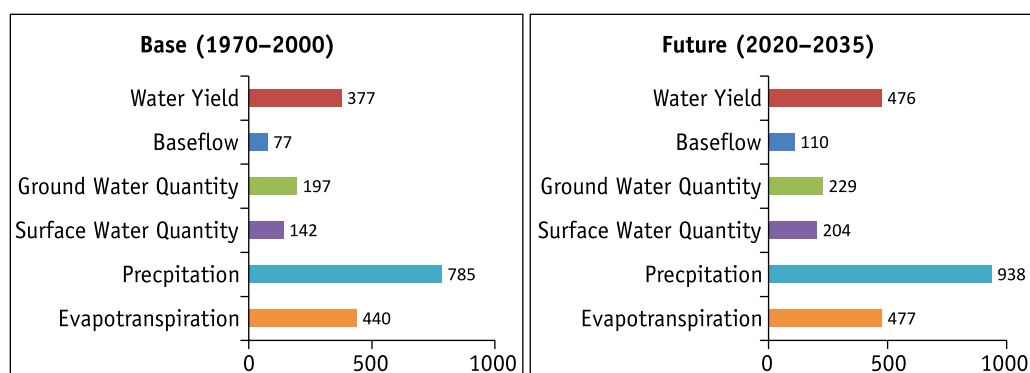 Base (1970–2000)
Water Yield 377
Baseflow 77
Ground Water Quantity 197
Surface Water Quantity 142
Precpitation 785
Evapotranspiration 440
0 500 1000
Future (2020–2035)
Water Yield 476
Baseflow 110
Ground Water Quantity 229
Surface Water Quantity 204
Precpitation 938
Evapotranspiration 477
0 500 1000